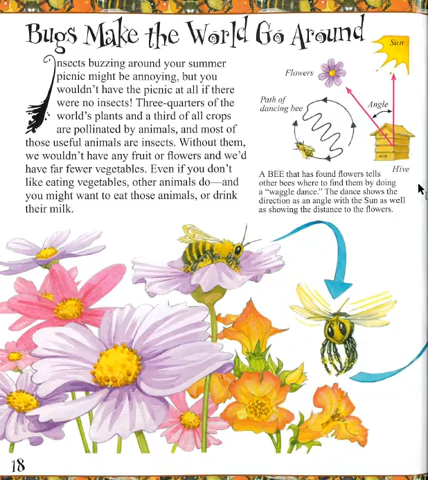 Bugs Make the World Go Around
Insects buzzing around your summer
picnic might be annoying, but you
wouldn't have the picnic at all if there
were no insects! Three-quarters of the
world's plants and a third of all crops
are pollinated by animals, and most of
those useful animals are insects. Without them,
we wouldn't have any fruit or flowers and we'd
have far fewer vegetables. Even if you don't
like eating vegetables, other animals do—and
you might want to eat those animals, or drink
their milk.
Sun
Flowers
Path of
dancing bee
Angle
Hive
A BEE that has found flowers tells
other bees where to find them by doing
a "waggle dance." The dance shows the
direction as an angle with the Sun as well
as showing the distance to the flowers.
18